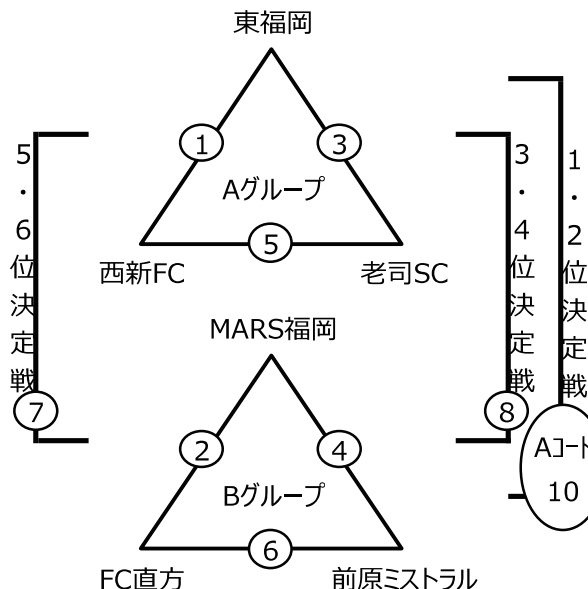 東福岡
①
③
Aグループ
⑤
西新FC
老司SC
MARS福岡
②
④
Bグループ
⑥
FC直方
前原ミストラル
5・6位決定戦
⑦
3・4位決定戦
⑧
1・2位決定戦
Aコート
10